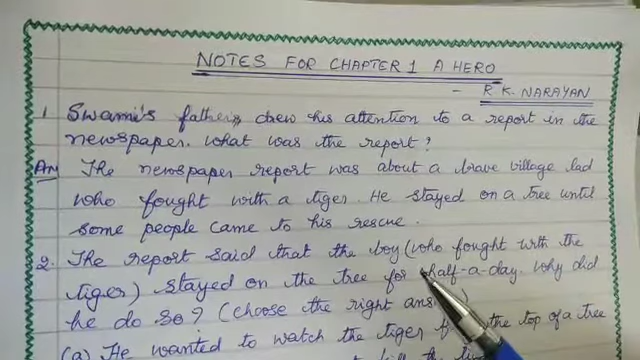 NOTES FOR CHAPTER 1 A HERO
- R. K. NARAYAN
1. Swami's father, drew his attention to a report in the
newspaper. What was the report?
Ans The newspaper report was about a brave village lad
who fought with a tiger. He stayed on a tree until
some people came to his rescue.
2. The report said that the boy (who fought with the
tiger) stayed on the tree for half-a-day. Why did
he do so? (Choose the right ans
(a) He wanted to watch the tiger the top of a tree